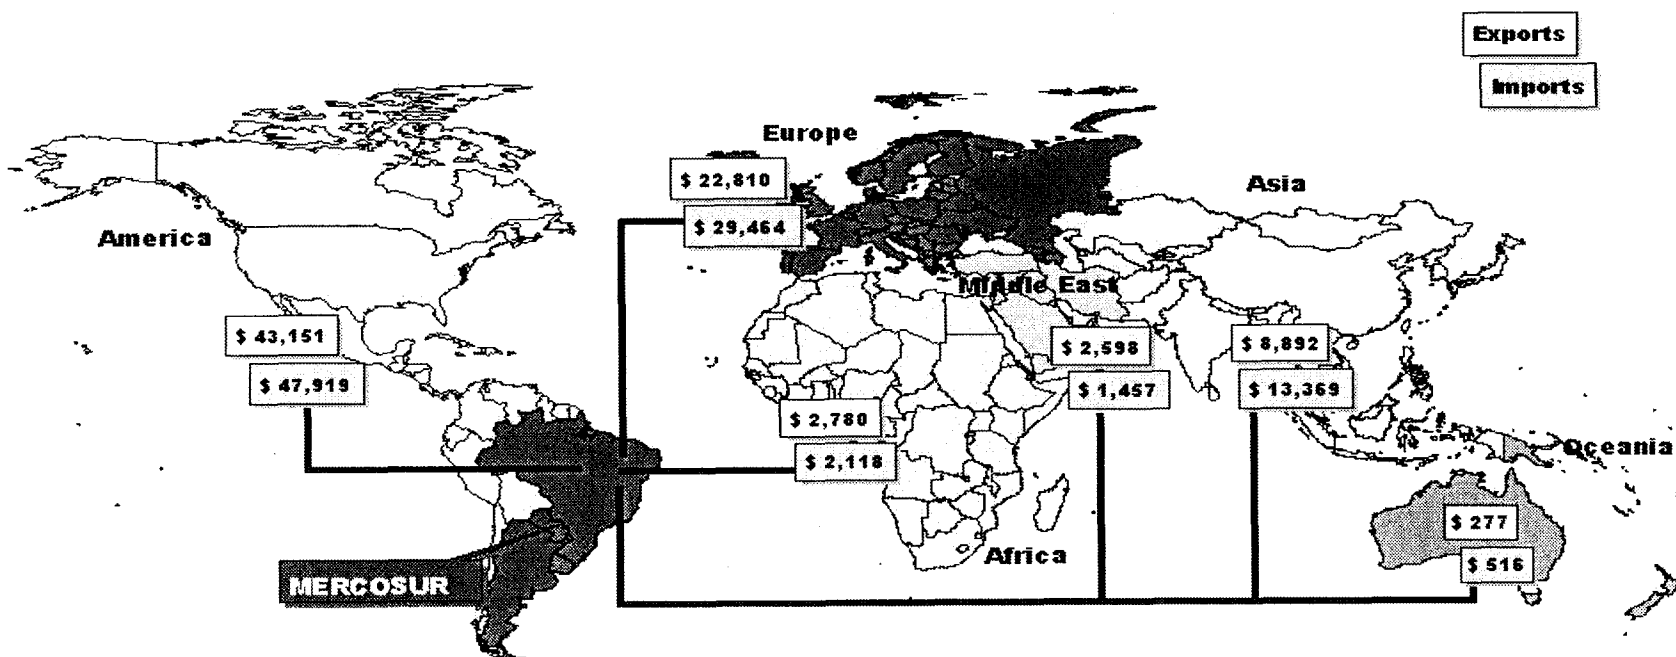 Exports
Imports
Europe
$ 22,810
$ 29,464
Asia
America
Middle East
$ 43,151
$ 47,919
$ 2,598
$ 1,457
$ 8,892
$ 13,369
$ 2,780
$ 2,118
Oceania
$ 277
$ 516
Africa
MERCOSUR